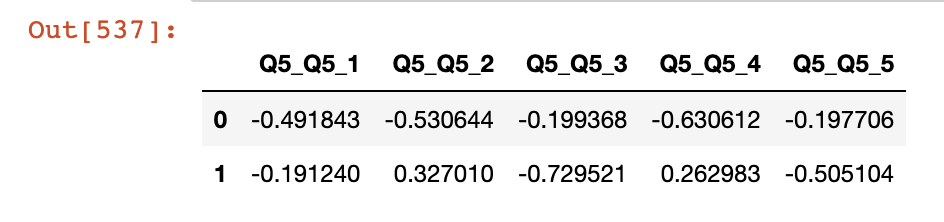 Out[537]:
Q5_Q5_1 Q5_Q5_2 Q5_Q5_3 Q5_Q5_4 Q5_Q5_5
0 -0.491843 -0.530644 -0.199368 -0.630612 -0.197706
1 -0.191240 0.327010 -0.729521 0.262983 -0.505104